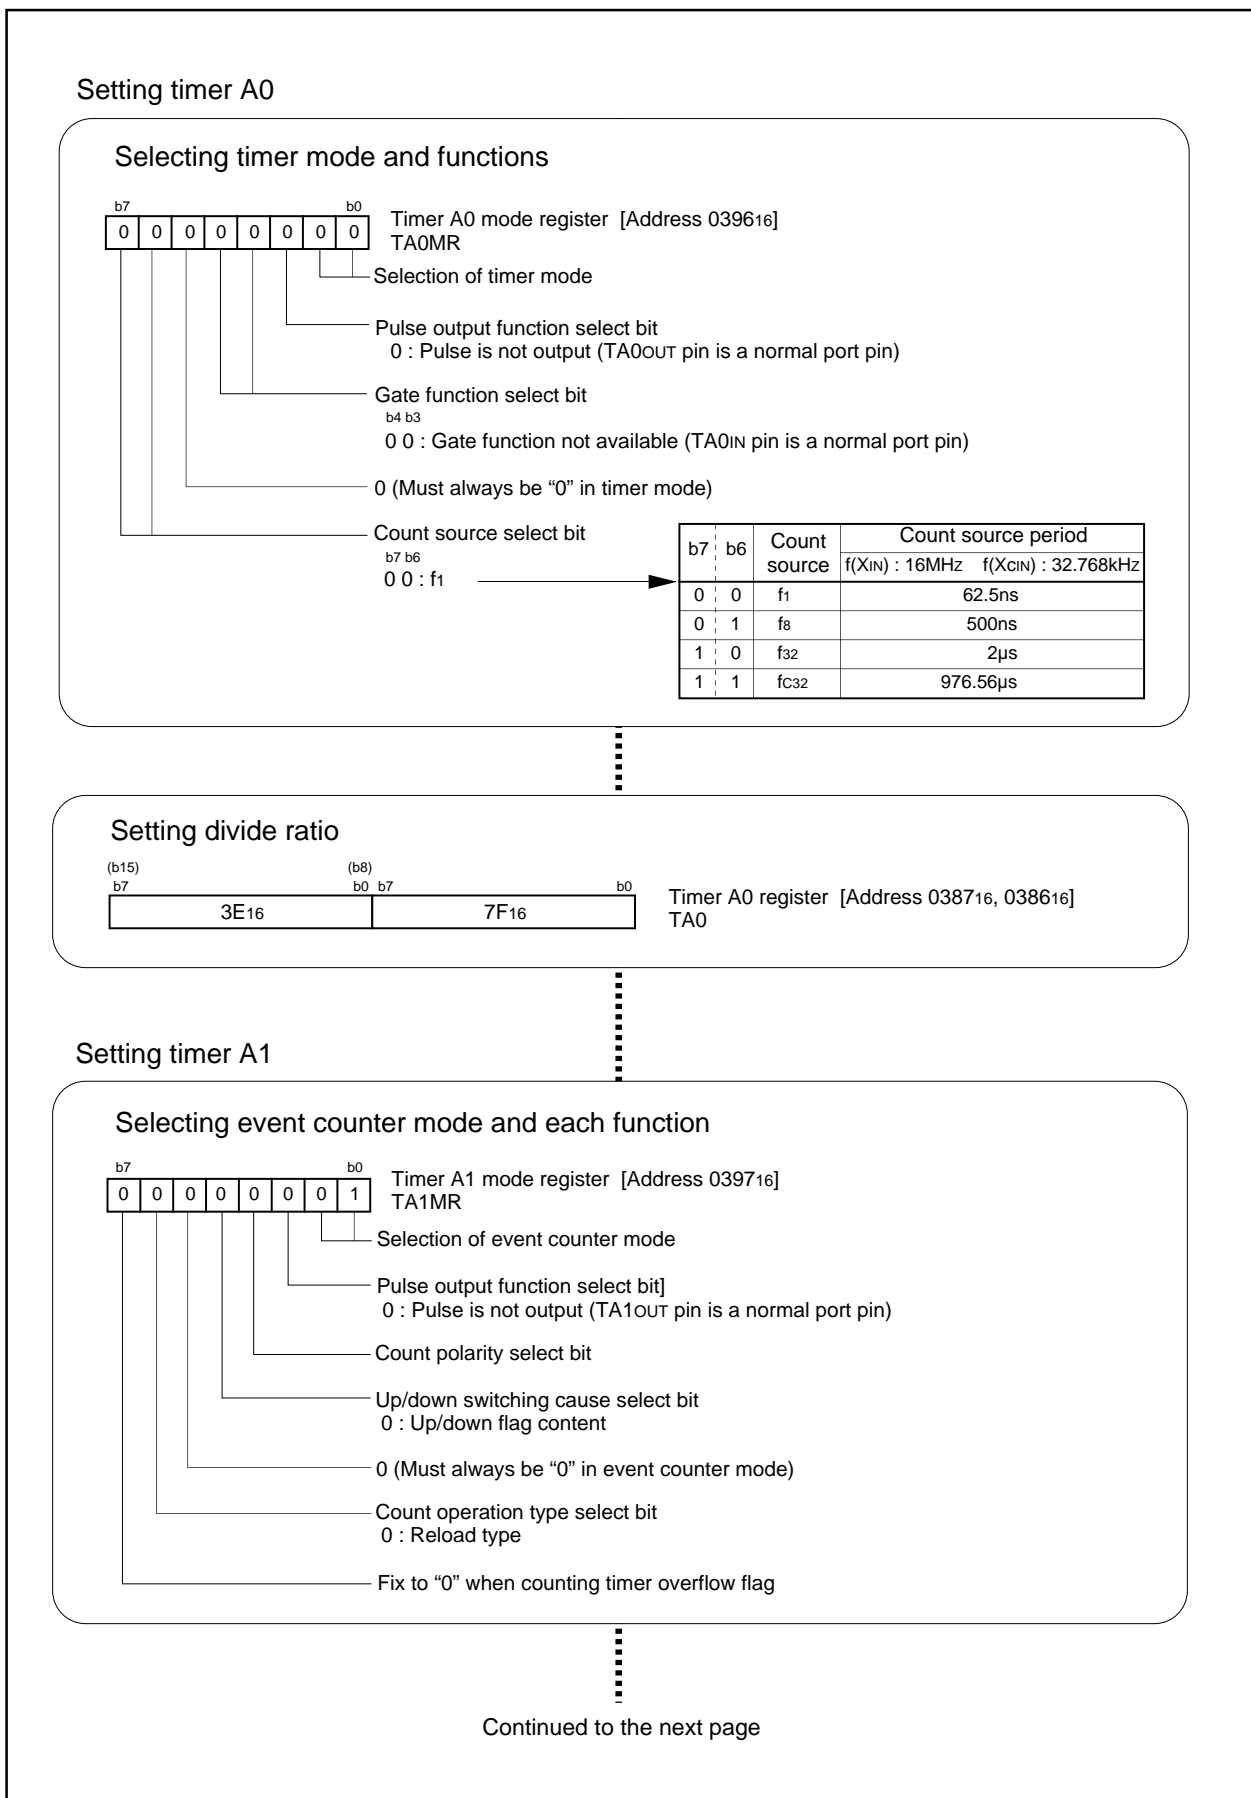 Setting timer A0
Selecting timer mode and functions
b7 b0
0 0 0 0 0 0 0 0
Timer A0 mode register [Address 039616]
TA0MR
Selection of timer mode
Pulse output function select bit
0 : Pulse is not output (TA0OUT pin is a normal port pin)
Gate function select bit
b4 b3
0 0 : Gate function not available (TA0IN pin is a normal port pin)
0 (Must always be “0” in timer mode)
Count source select bit
b7 b6
0 0 : f1
b7 b6 Count source Count source period
f(XIN) : 16MHZ f(XCIN) : 32.768kHZ
0 0 f1 62.5ns
0 1 f8 500ns
1 0 f32 2µs
1 1 fC32 976.56µs
Setting divide ratio
(b15) (b8)
b7 b0 b7 b0
3E16 7F16
Timer A0 register [Address 038716, 038616]
TA0
Setting timer A1
Selecting event counter mode and each function
b7 b0
0 0 0 0 0 0 0 1
Timer A1 mode register [Address 039716]
TA1MR
Selection of event counter mode
Pulse output function select bit]
0 : Pulse is not output (TA1OUT pin is a normal port pin)
Count polarity select bit
Up/down switching cause select bit
0 : Up/down flag content
0 (Must always be “0” in event counter mode)
Count operation type select bit
0 : Reload type
Fix to “0” when counting timer overflow flag
Continued to the next page